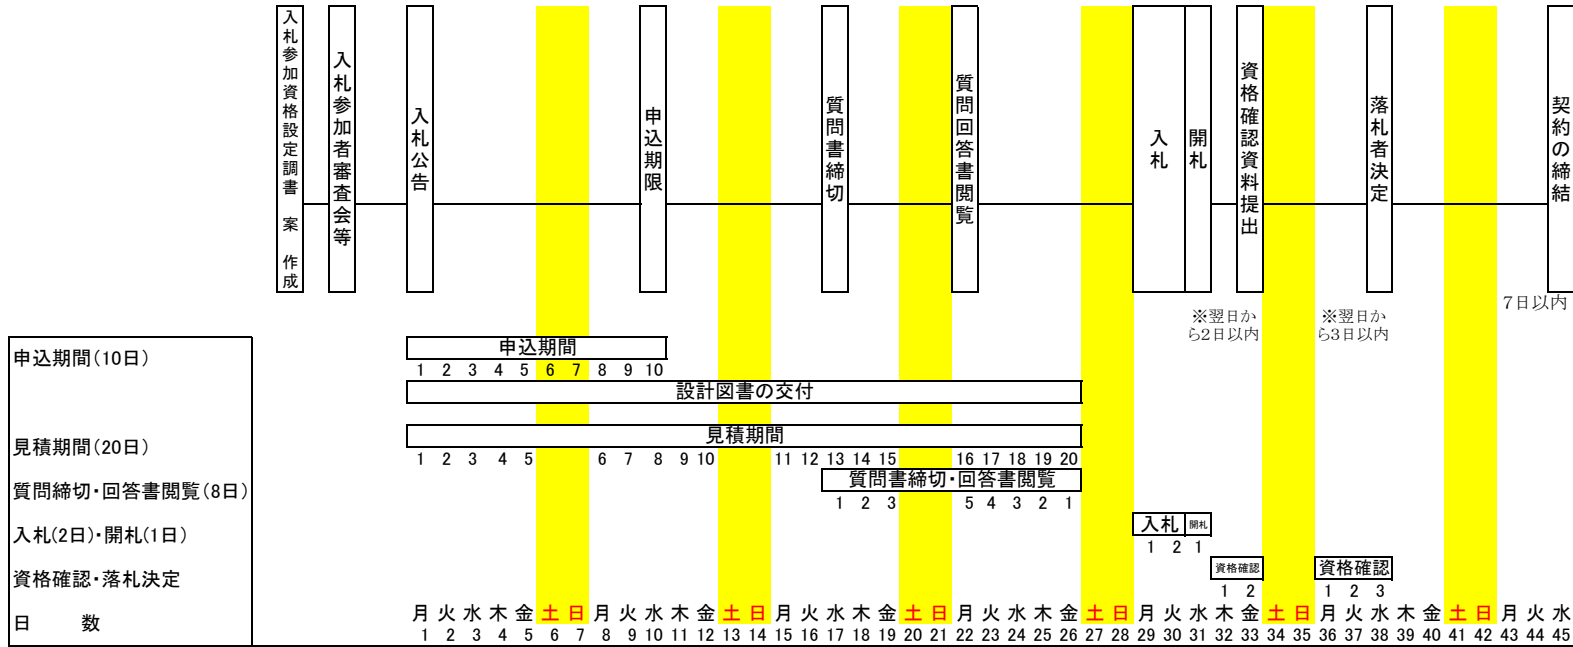 入札参加資格設定調書　案　作成
入札参加者審査会等
入札公告
申込期限
質問書締切
質問回答書閲覧
入札
開札
資格確認資料提出
落札者決定
契約の締結
7日以内
※翌日か
ら2日以内
※翌日か
ら3日以内
申込期間(10日)
申込期間
1 2 3 4 5 6 7 8 9 10
設計図書の交付
見積期間
見積期間(20日)
1 2 3 4 5 6 7 8 9 10 11 12 13 14 15 16 17 18 19 20
質問書締切・回答書閲覧
質問締切・回答書閲覧(8日)
1 2 3 5 4 3 2 1
入札(2日)・開札(1日)
入札 開札
1 2 1
資格確認・落札決定
資格確認 資格確認
1 2 1 2 3
日　　数
月 火 水 木 金 土 日 月 火 水 木 金 土 日 月 火 水 木 金 土 日 月 火 水 木 金 土 日 月 火 水 木 金 土 日 月 火 水 木 金 土 日 月 火 水
1 2 3 4 5 6 7 8 9 10 11 12 13 14 15 16 17 18 19 20 21 22 23 24 25 26 27 28 29 30 31 32 33 34 35 36 37 38 39 40 41 42 43 44 45